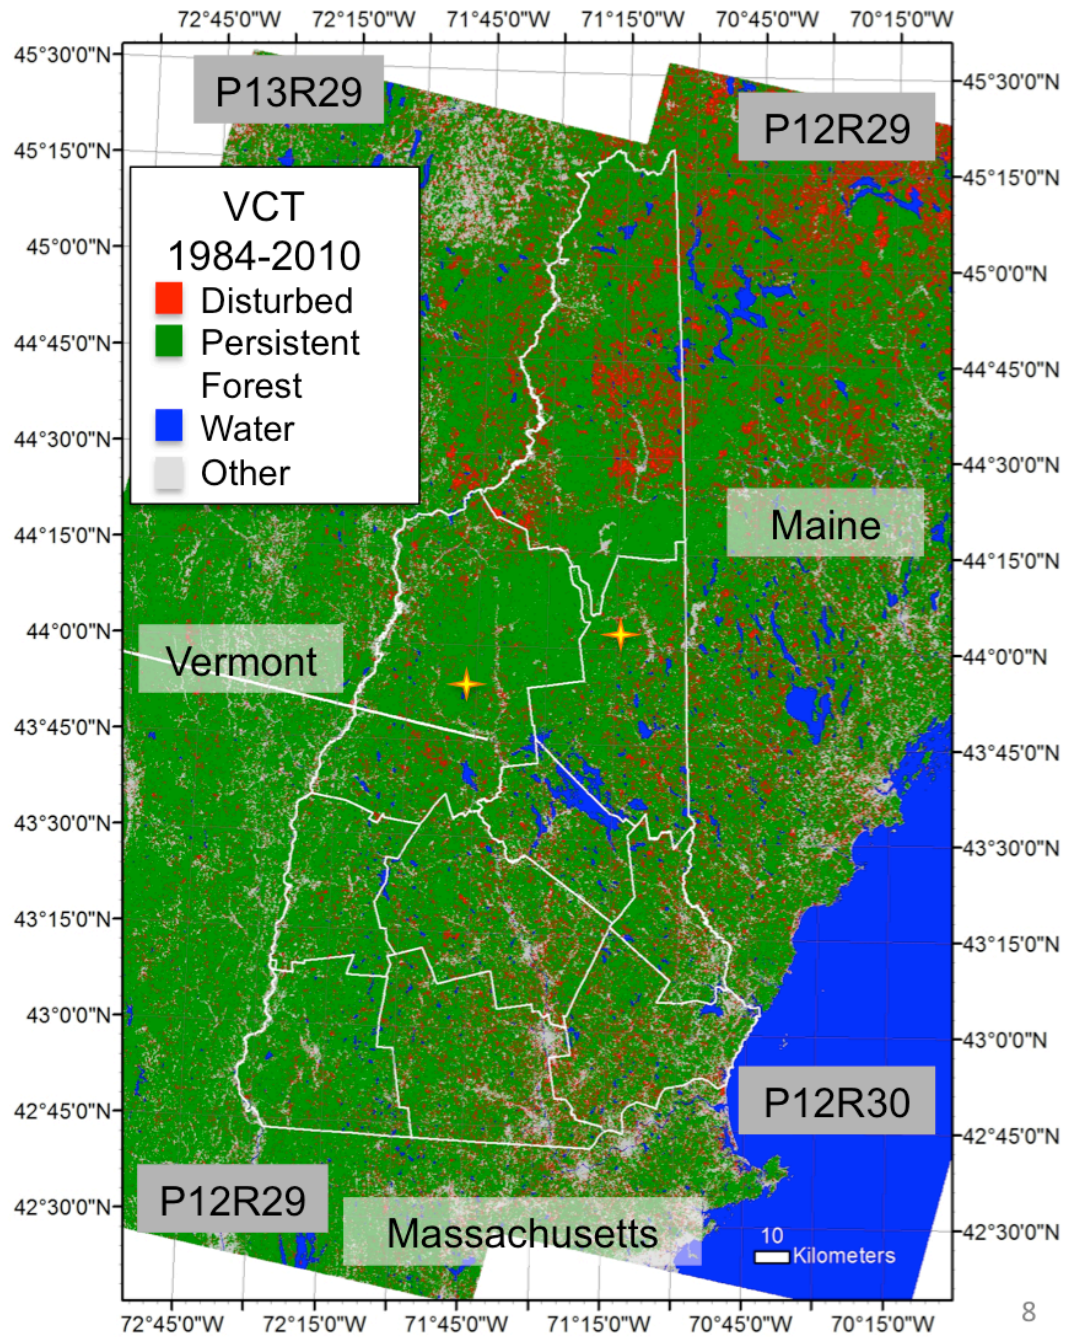 72°45'0"W 72°15'0"W 71°45'0"W 71°15'0"W 70°45'0"W 70°15'0"W
45°30'0"N
45°15'0"N
45°0'0"N
44°45'0"N
44°30'0"N
44°15'0"N
44°0'0"N
43°45'0"N
43°30'0"N
43°15'0"N
43°0'0"N
42°45'0"N
42°30'0"N
P13R29
P12R29
VCT
1984-2010
Disturbed
Persistent
Forest
Water
Other
Maine
Vermont
P12R30
P12R29
Massachusetts
10
Kilometers
45°30'0"N
45°15'0"N
45°0'0"N
44°45'0"N
44°30'0"N
44°15'0"N
44°0'0"N
43°45'0"N
43°30'0"N
43°15'0"N
43°0'0"N
42°45'0"N
42°30'0"N
72°45'0"W 72°15'0"W 71°45'0"W 71°15'0"W 70°45'0"W 70°15'0"W
8